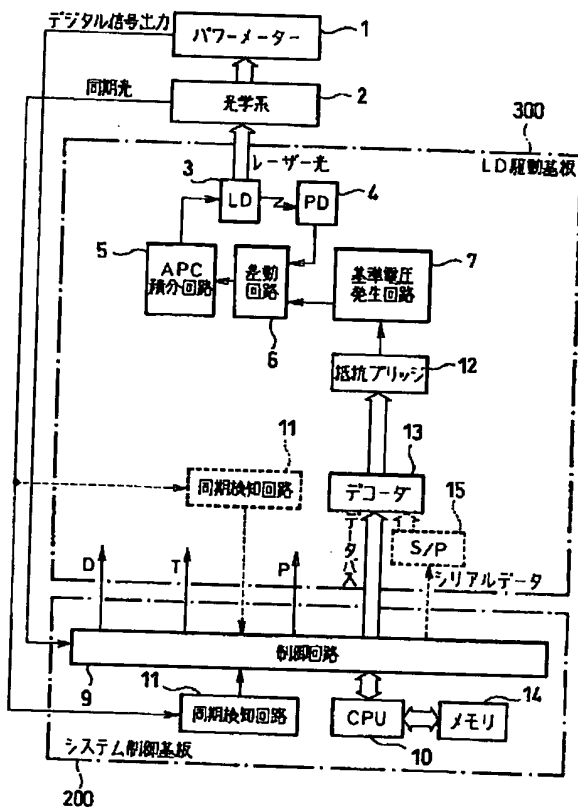 デジタル信号出力
パワーメーター
1
同期光
光学系
2
300
LD駆動基板
レーザー光
3
LD
PD
4
5
APC
積分回路
差動
回路
6
基準電圧
発生回路
7
抵抗ブリッジ
12
13
デコーダ
11
同期検知回路
データバス
15
S/P
シリアルデータ
D
T
P
制御回路
9
11
同期検知回路
CPU
10
14
メモリ
システム制御基板
200